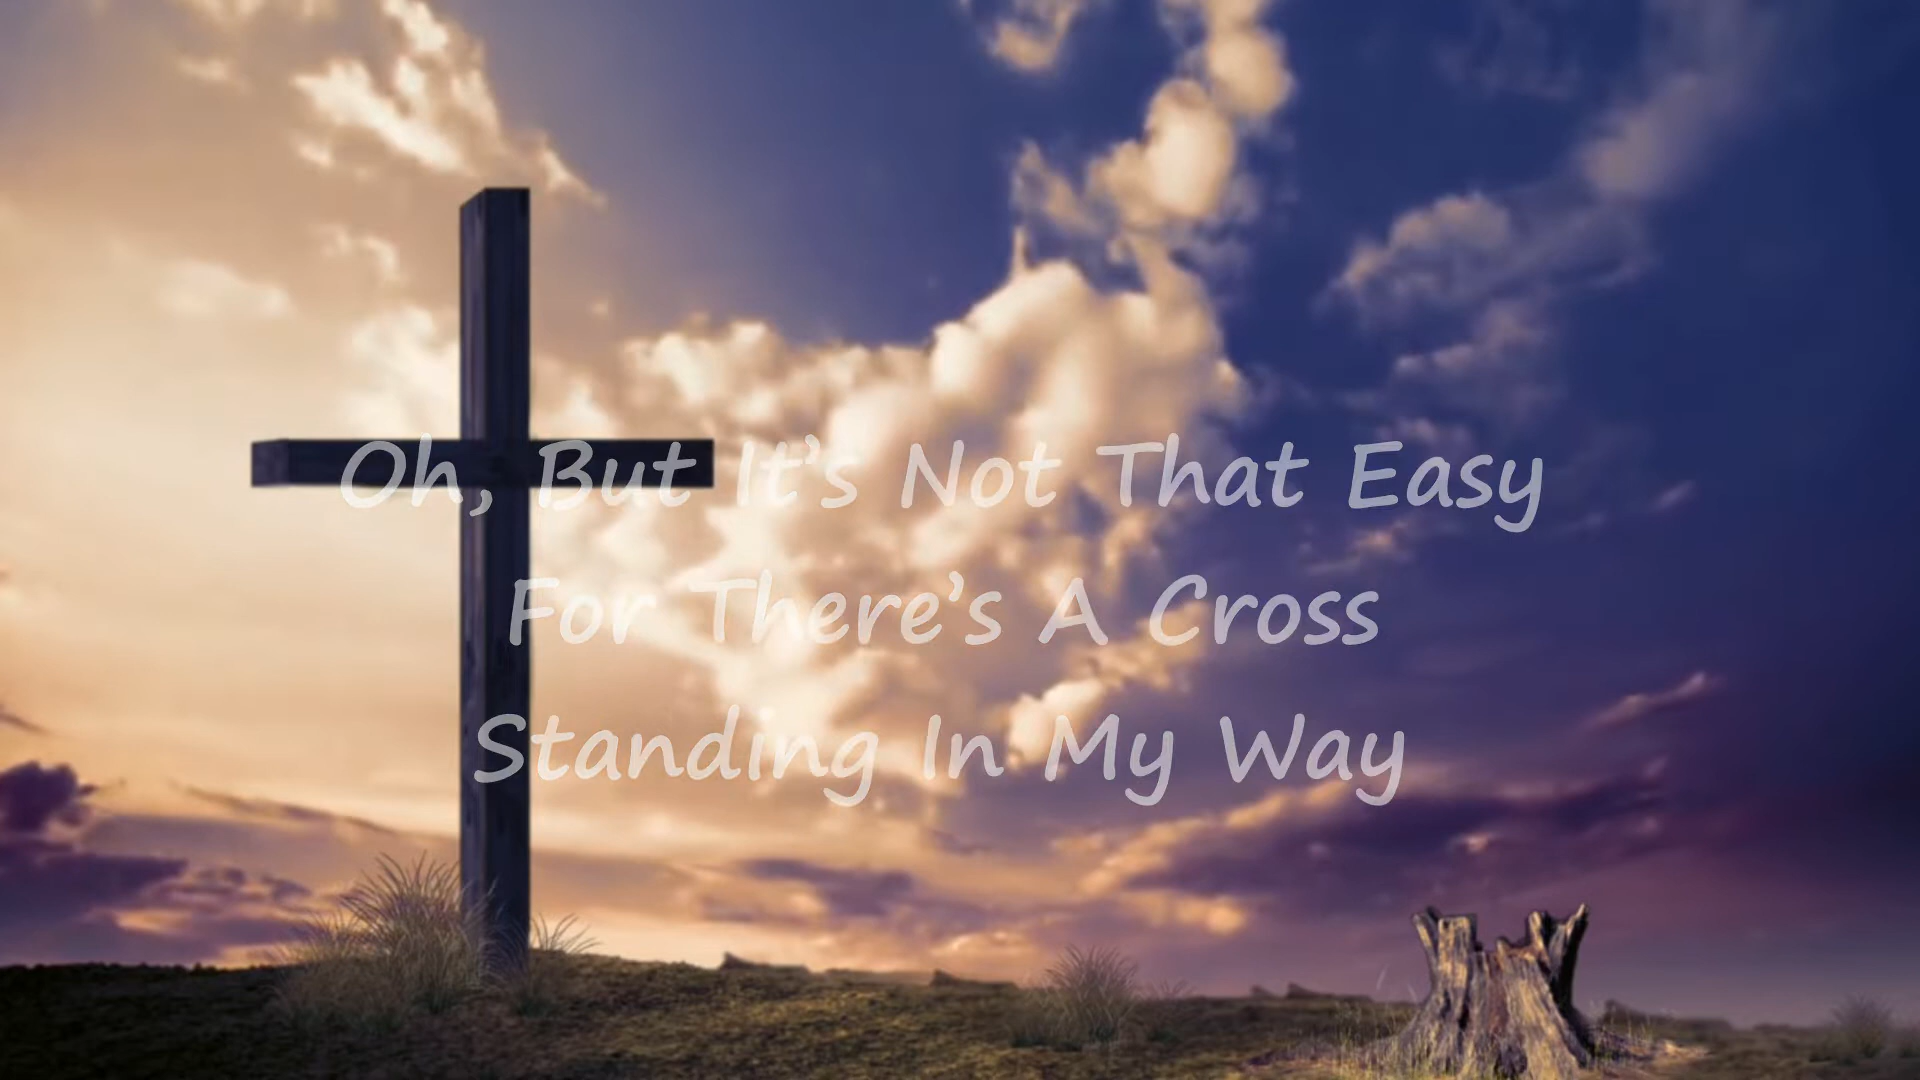 Oh, But It's Not That Easy
For There's A Cross
Standing In My Way